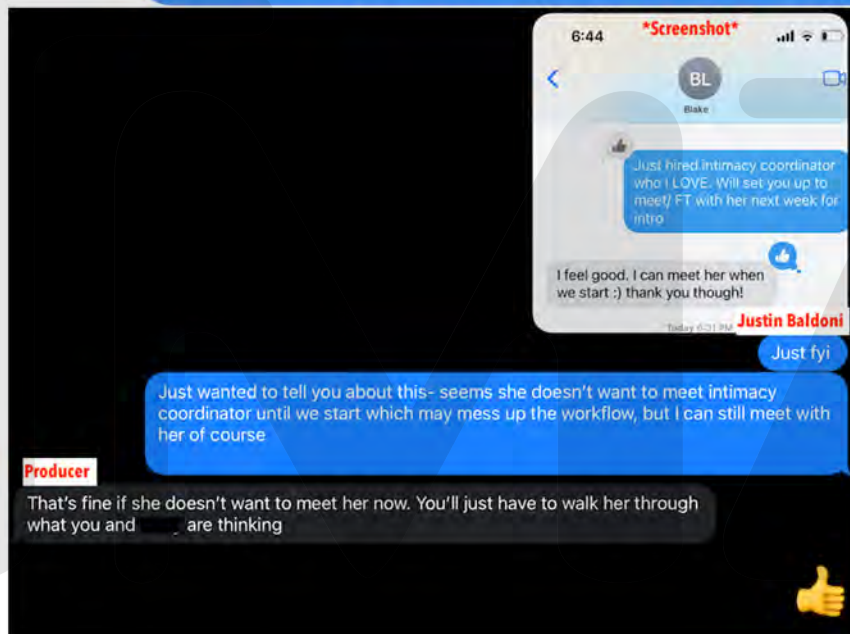 *Screenshot*
6:44
BL
Blake
Just hired intimacy coordinator
who I LOVE. Will set you up to
meet/ FT with her next week for
intro
I feel good. I can meet her when
we start :) thank you though!
Today 6:31 PM
Justin Baldoni
Just fyi
Just wanted to tell you about this- seems she doesn't want to meet intimacy
coordinator until we start which may mess up the workflow, but I can still meet with
her of course
Producer
That's fine if she doesn't want to meet her now. You'll just have to walk her through
what you and are thinking